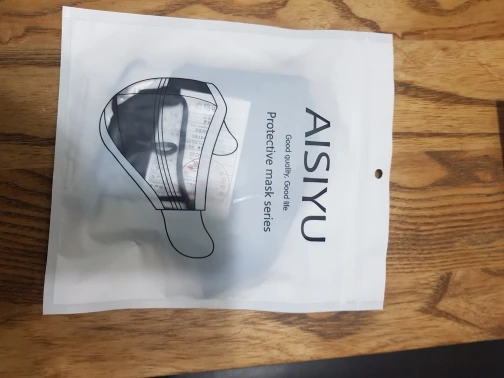 AISIYU
Good quality, Good life
Protective mask series